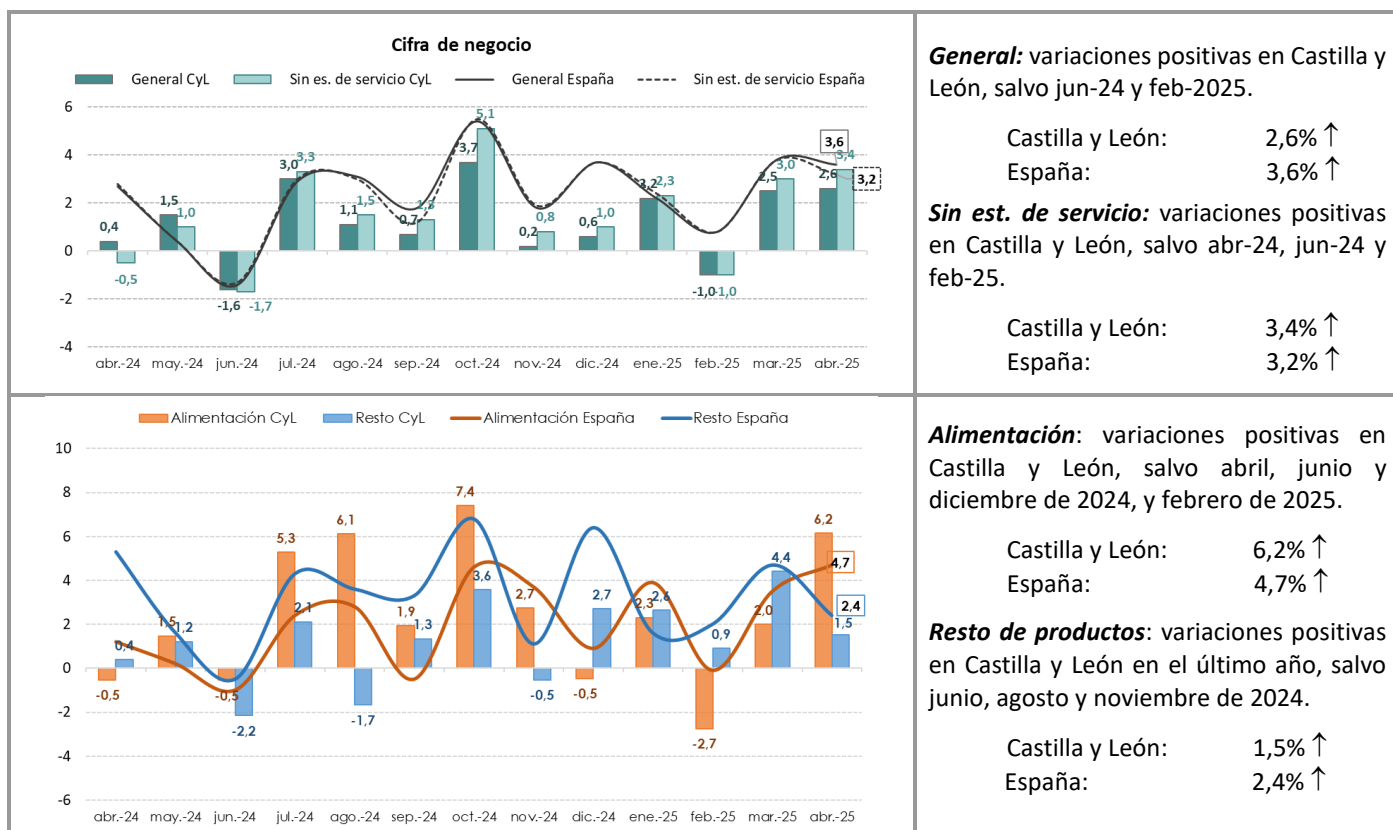 Cifra de negocio
General CyL
Sin es. de servicio CyL
General España
Sin est. de servicio España
6
4
2
0
-2
-4
0,4
-0,5
1,5
1,0
-1,6
-1,7
3,0
3,3
1,1
1,5
0,7
1,3
3,7
5,1
0,2
0,8
0,6
1,0
2,2
2,3
-1,0
-1,0
2,5
3,0
2,6
3,4
3,6
3,2
abr.-24
may.-24
jun.-24
jul.-24
ago.-24
sep.-24
oct.-24
nov.-24
dic.-24
ene.-25
feb.-25
mar.-25
abr.-25
General: variaciones positivas en Castilla y
León, salvo jun-24 y feb-2025.
Castilla y León: 2,6% ↑
España: 3,6% ↑
Sin est. de servicio: variaciones positivas
en Castilla y León, salvo abr-24, jun-24 y
feb-25.
Castilla y León: 3,4% ↑
España: 3,2% ↑
Alimentación CyL
Resto CyL
Alimentación España
Resto España
10
8
6
4
2
0
-2
-4
-6
-0,5
0,4
1,5
1,2
-0,5
-2,2
5,3
2,1
6,1
-1,7
1,9
1,3
7,4
3,6
2,7
-0,5
-0,5
2,7
2,3
2,6
-2,7
0,9
2,0
4,4
6,2
1,5
4,7
2,4
abr.-24
may.-24
jun.-24
jul.-24
ago.-24
sep.-24
oct.-24
nov.-24
dic.-24
ene.-25
feb.-25
mar.-25
abr.-25
Alimentación: variaciones positivas en
Castilla y León, salvo abril, junio y
diciembre de 2024, y febrero de 2025.
Castilla y León: 6,2% ↑
España: 4,7% ↑
Resto de productos: variaciones positivas
en Castilla y León en el último año, salvo
junio, agosto y noviembre de 2024.
Castilla y León: 1,5% ↑
España: 2,4% ↑